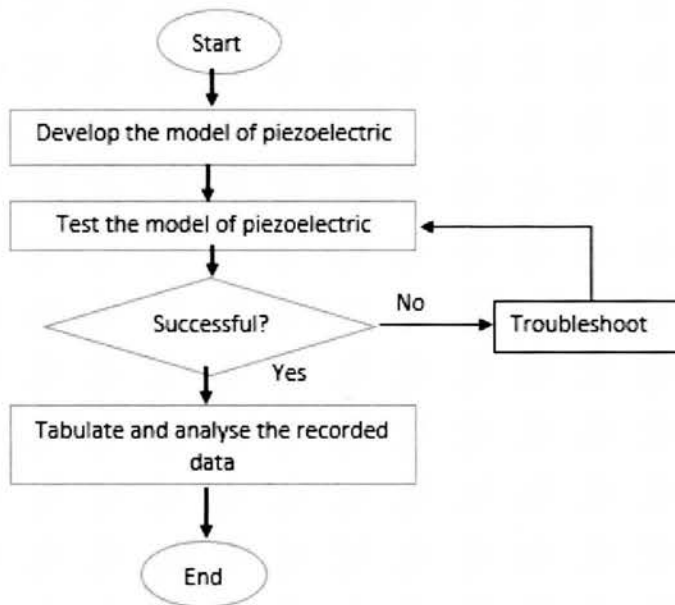 Start
Develop the model of piezoelectric
Test the model of piezoelectric
Successful?
No
Troubleshoot
Yes
Tabulate and analyse the recorded
data
End